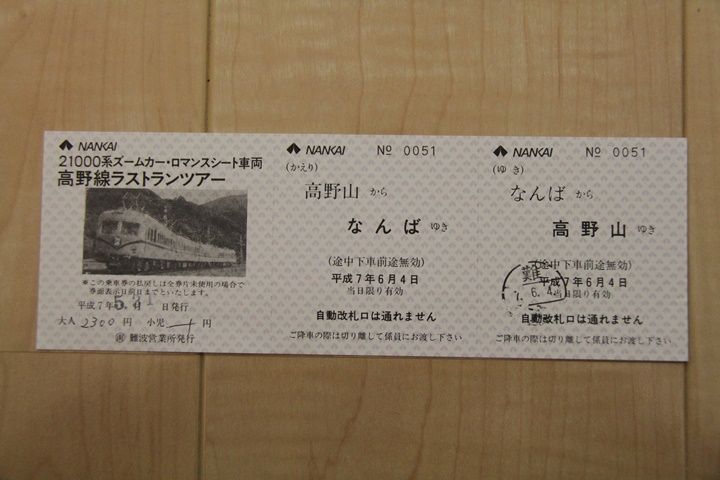 NANKAI
21000系ズームカー・ロマンスシート車両
高野線ラストランツアー
※この乗車券の払戻しは全券片未使用の場合で
券面表示日前日までといたします。
平成7年5.月 日発行
大人 2300円 小児 ー 円
難波営業所発行
NANKAI № 0051
(かえり)
高野山から
なんばゆき
(途中下車前途無効)
平成7年6月4日
当日限り有効
自動改札口は通れません
ご降車の際は切り離して係員にお渡し下さい
NANKAI № 0051
(ゆき)
なんばから
高野山ゆき
(途中下車前途無効)
平成7年6月4日
当日限り有効
難
7. 6. 4
自動改札口は通れません
ご降車の際は切り離して係員にお渡し下さい